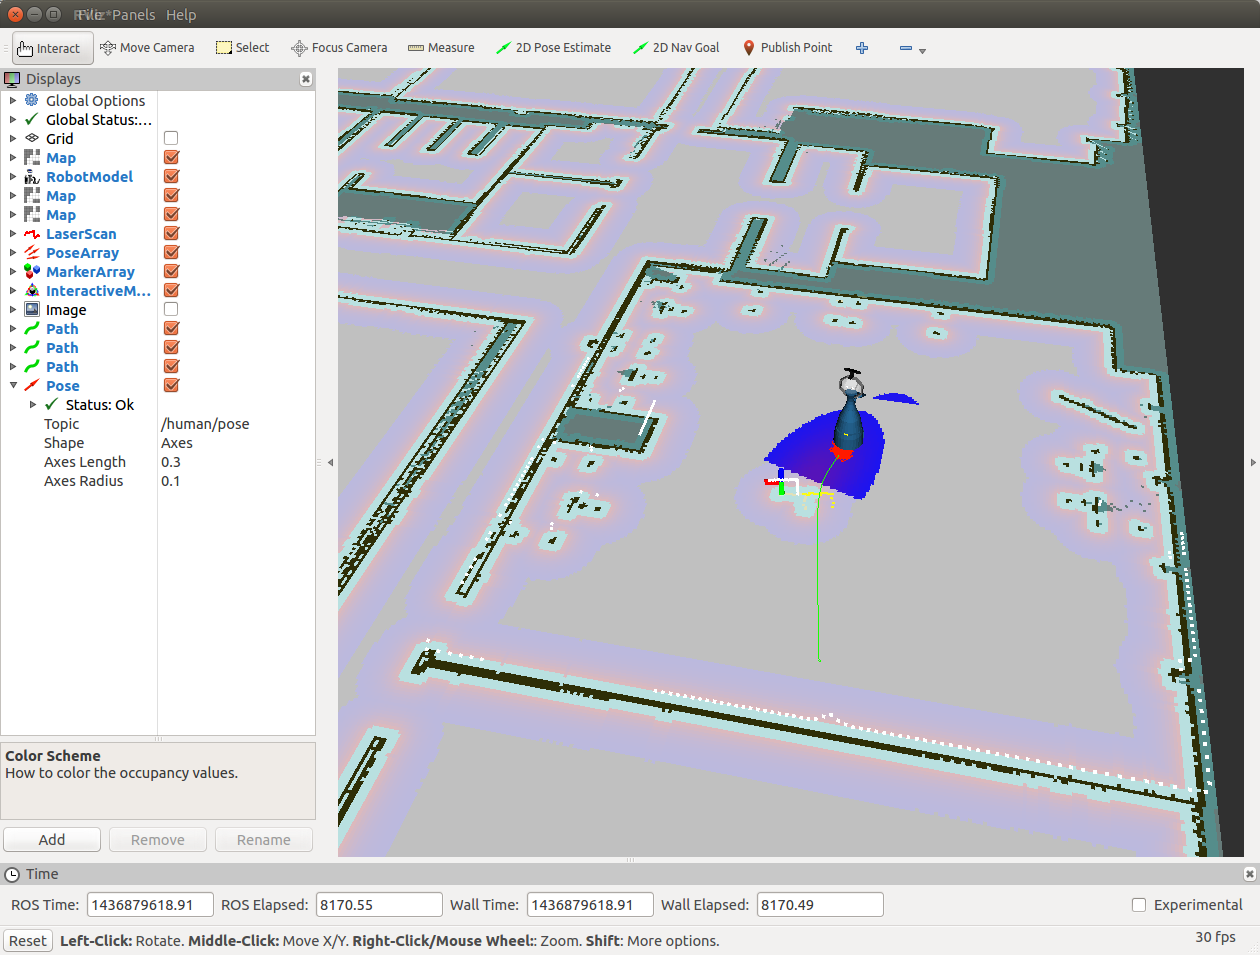 File Panels Help
Interact Move Camera Select Focus Camera Measure 2D Pose Estimate 2D Nav Goal Publish Point
Displays
Global Options
Global Status:...
Grid
Map
RobotModel
Map
Map
LaserScan
PoseArray
MarkerArray
InteractiveM...
Image
Path
Path
Path
Pose
Status: Ok
Topic /human/pose
Shape Axes
Axes Length 0.3
Axes Radius 0.1
Color Scheme
How to color the occupancy values.
Add Remove Rename
Time
ROS Time: 1436879618.91 ROS Elapsed: 8170.55 Wall Time: 1436879618.91 Wall Elapsed: 8170.49 Experimental
Reset Left-Click: Rotate. Middle-Click: Move X/Y. Right-Click/Mouse Wheel:: Zoom. Shift: More options. 30 fps